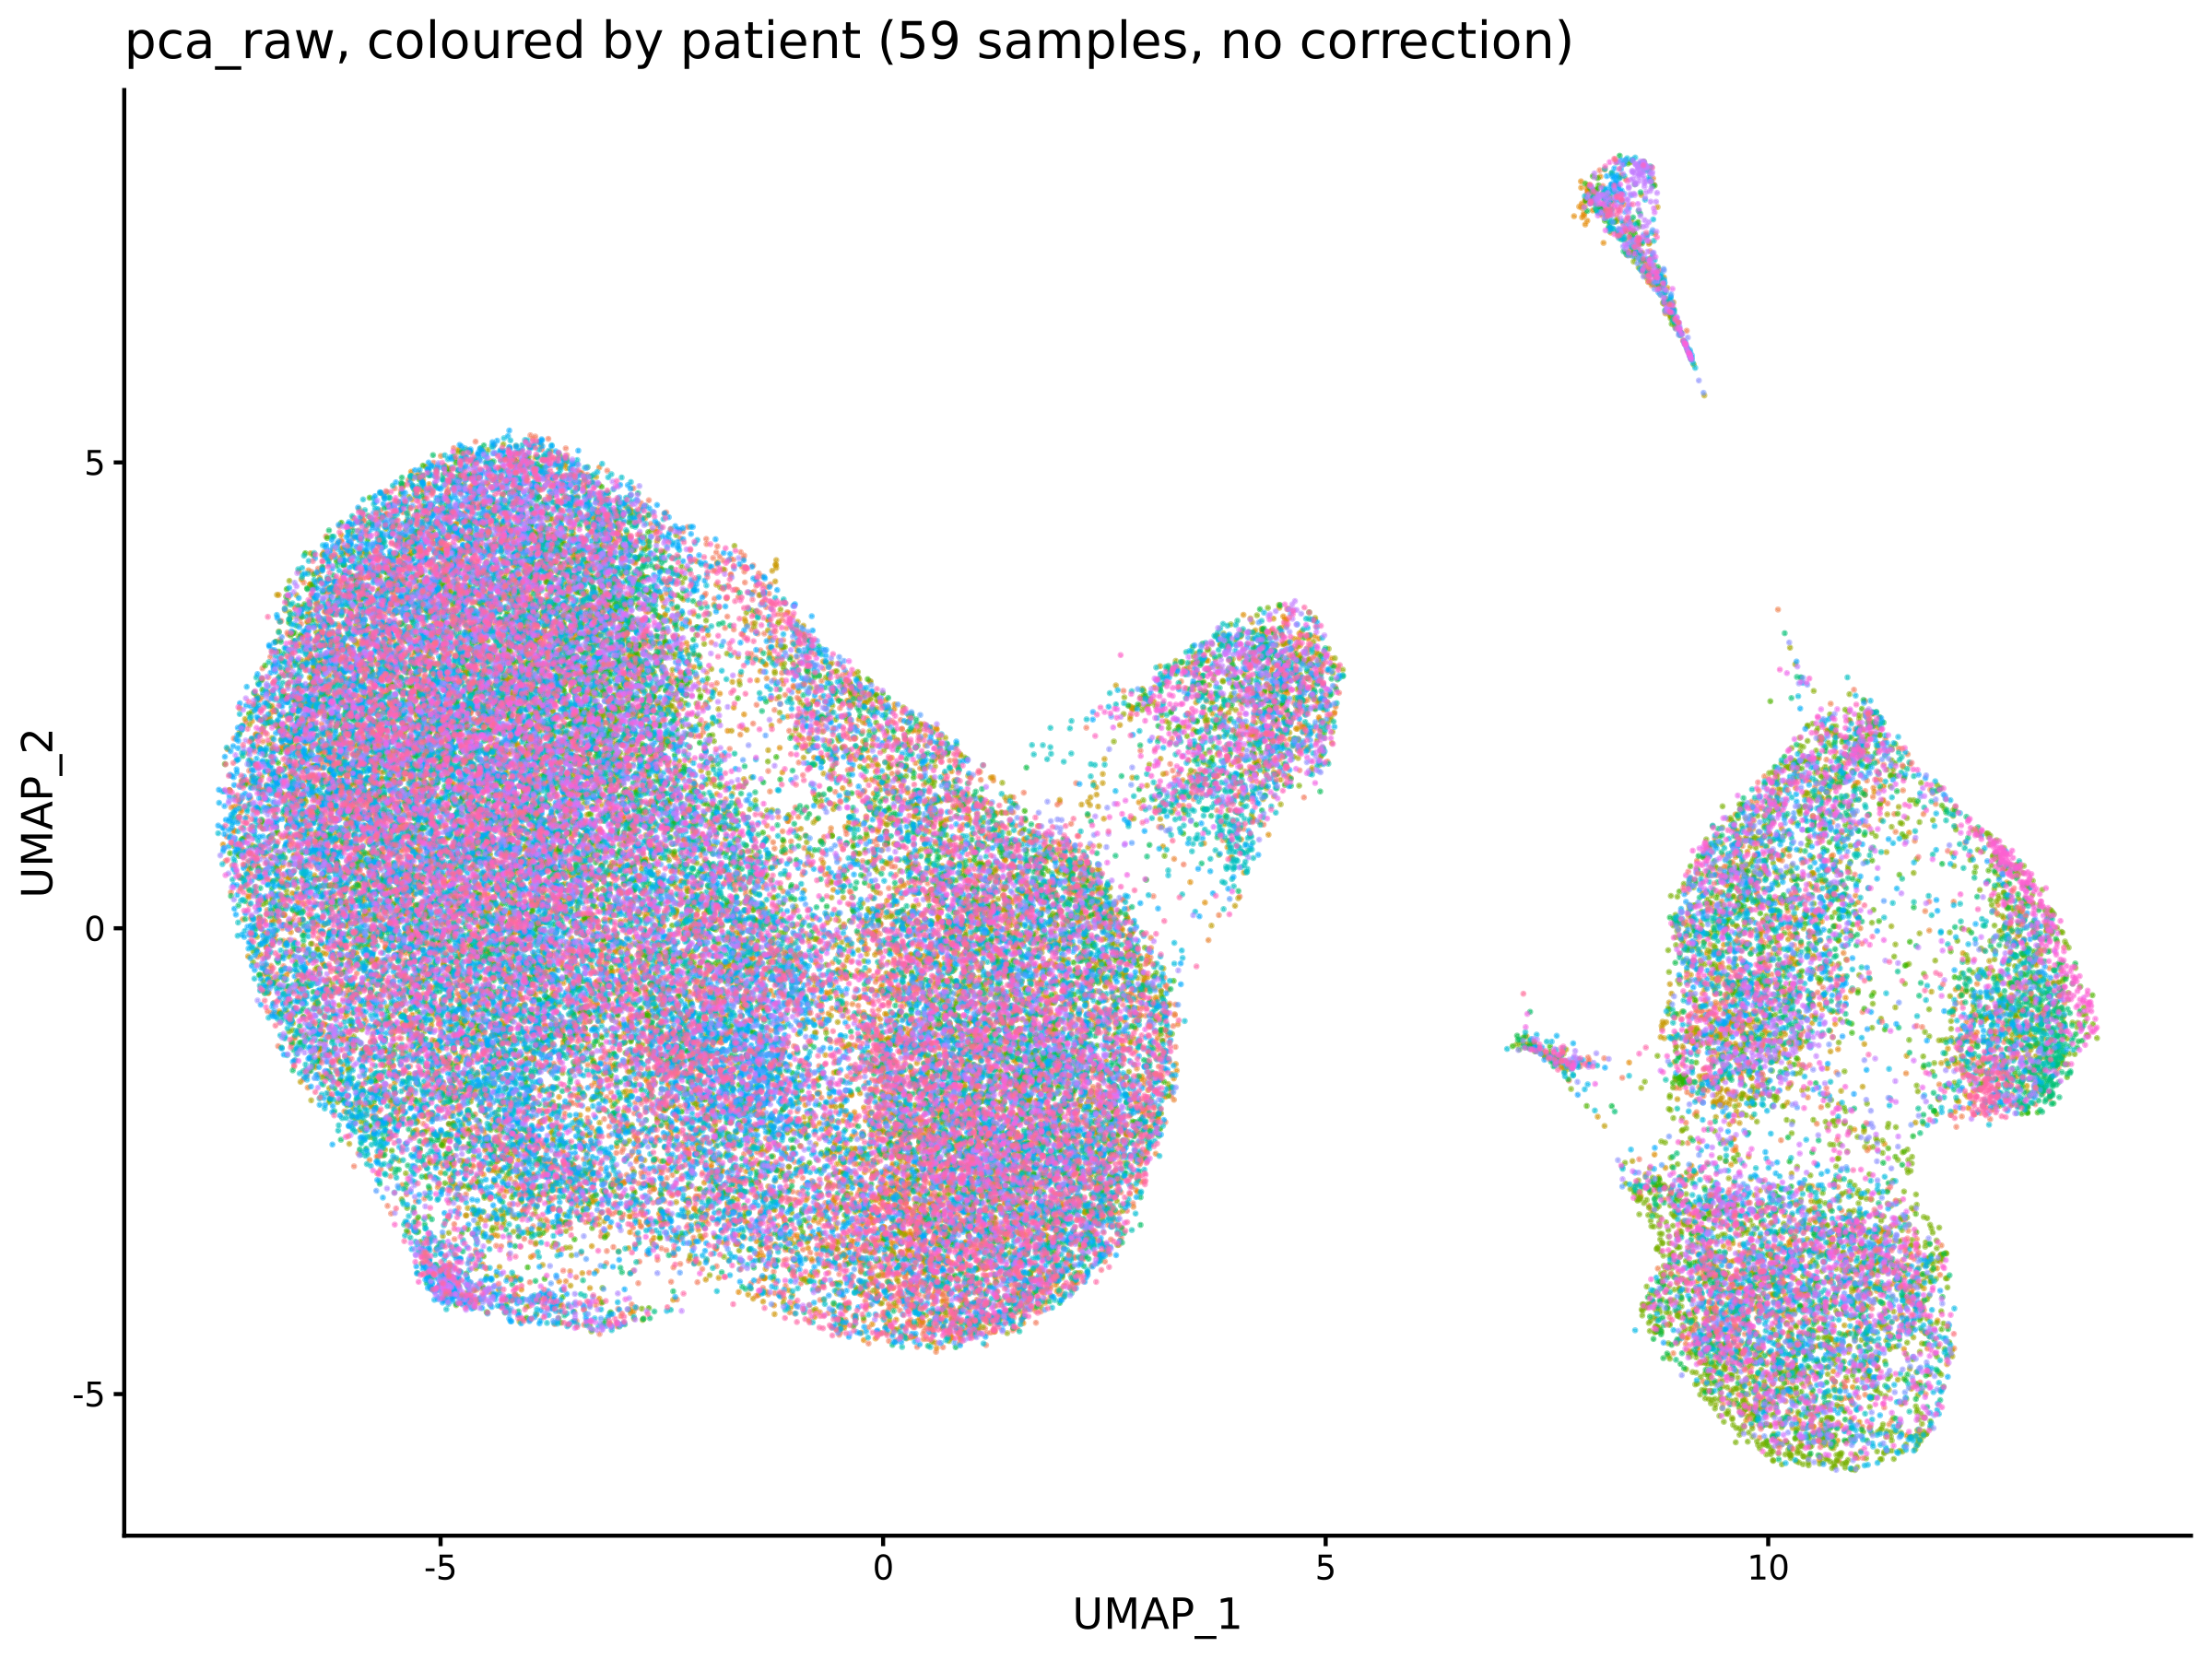 pca_raw, coloured by patient (59 samples, no correction)
UMAP_2
5
0
-5
-5
0
5
10
UMAP_1